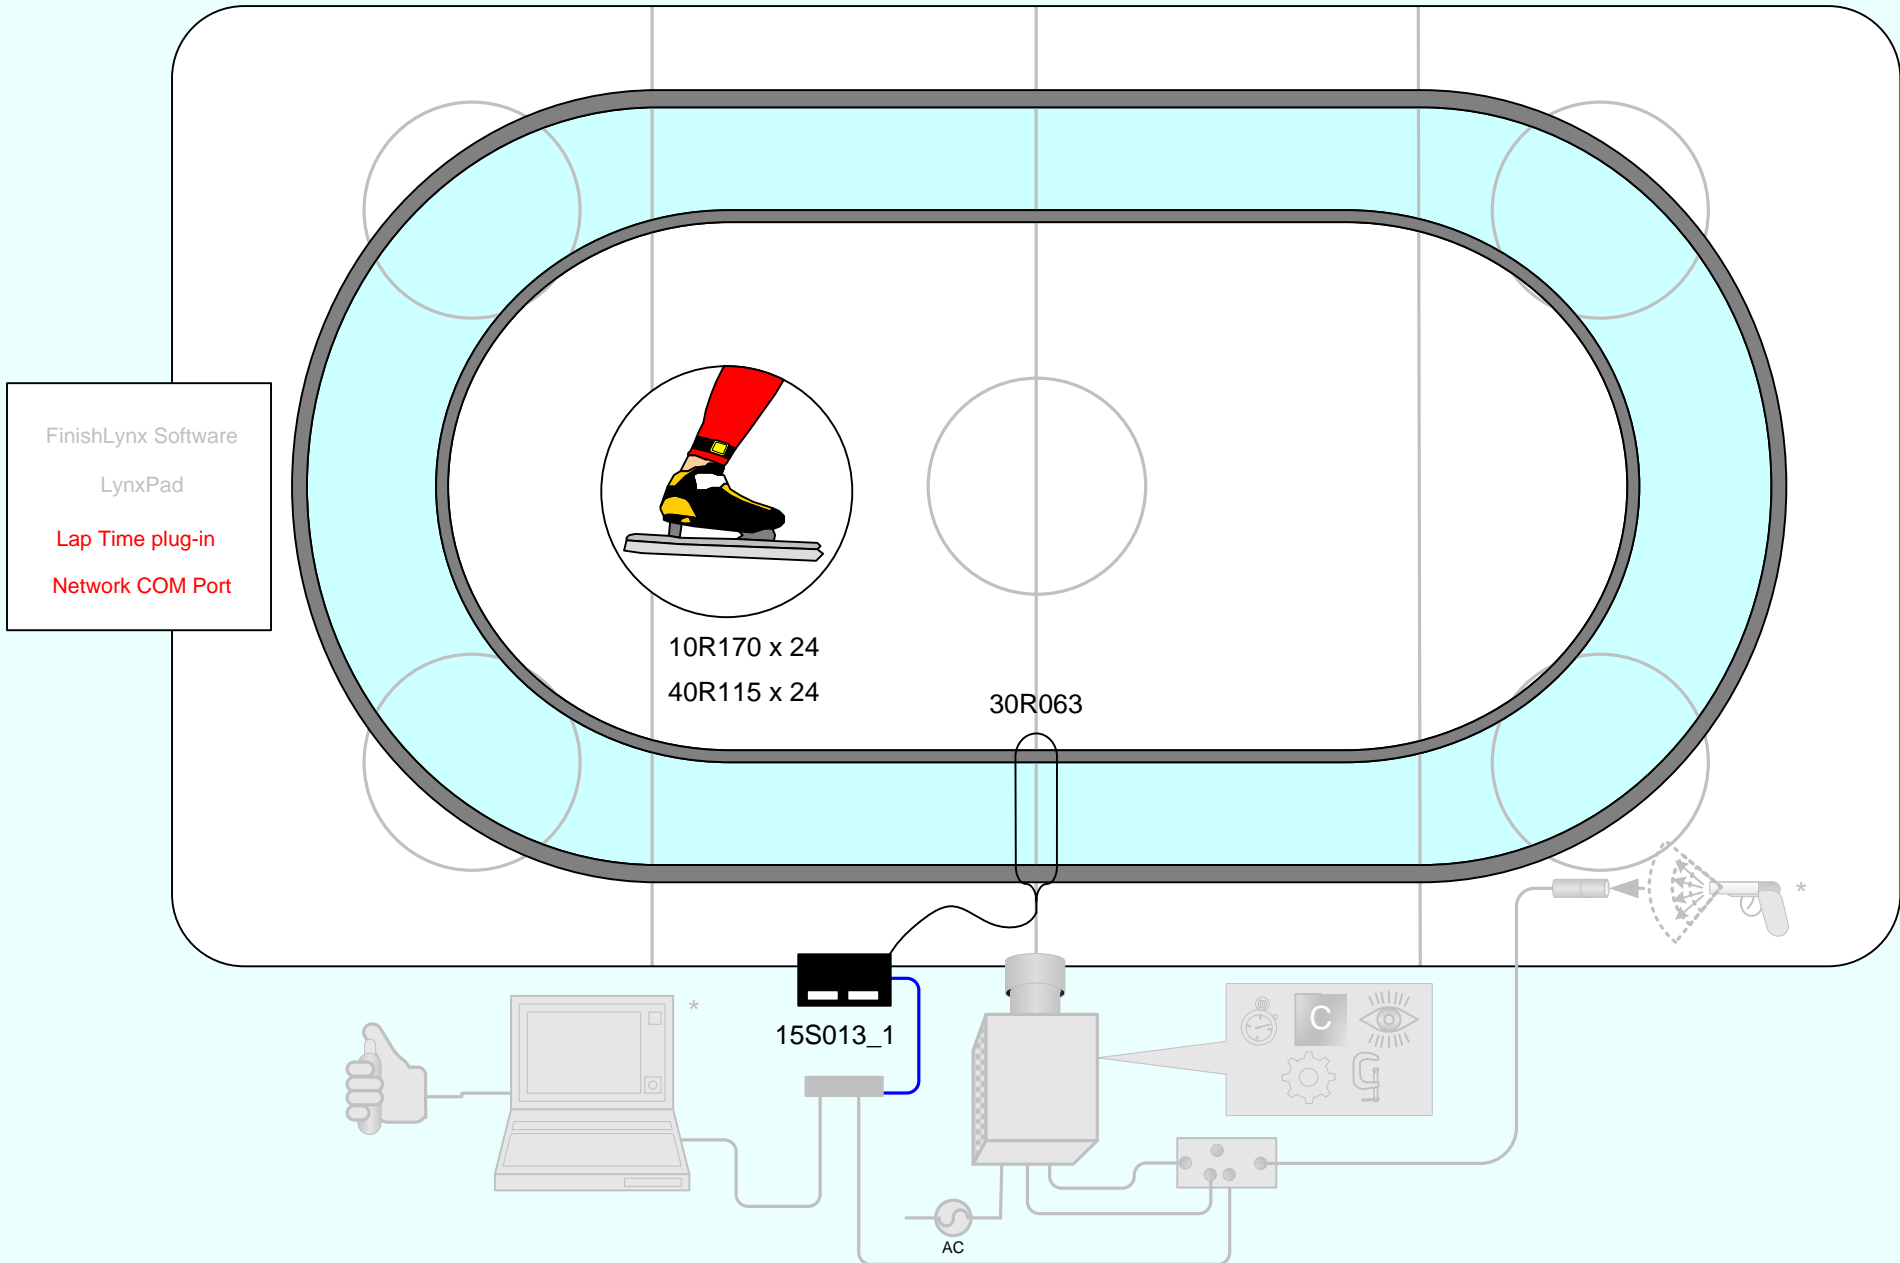 FinishLynx Software
LynxPad
Lap Time plug-in
Network COM Port
10R170 x 24
40R115 x 24
30R063
*
15S013_1
*
C
AC